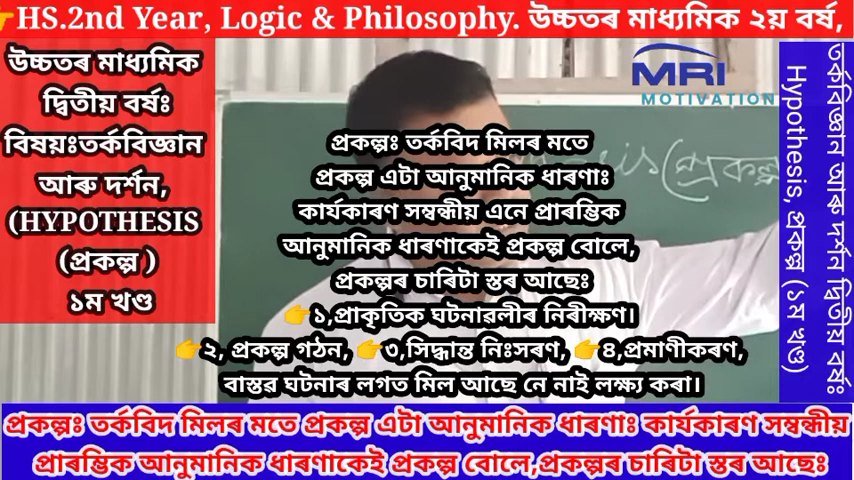 👉HS.2nd Year, Logic & Philosophy. উচ্চতৰ মাধ্যমিক ২য় বৰ্ষ,
উচ্চতৰ মাধ্যমিক
দ্বিতীয় বৰ্ষঃ
বিষয়ঃতৰ্কবিজ্ঞান
আৰু দৰ্শন,
(HYPOTHESIS
(প্ৰকল্প )
১ম খণ্ড
MRI
MOTIVATION
(প্ৰকল্প
প্ৰকল্পঃ তৰ্কবিদ মিলৰ মতে
প্ৰকল্প এটা আনুমানিক ধাৰণাঃ
কাৰ্যকাৰণ সম্বন্ধীয় এনে প্ৰাৰম্ভিক
আনুমানিক ধাৰণাকেই প্ৰকল্প বোলে,
প্ৰকল্পৰ চাৰিটা স্তৰ আছেঃ
👉১,প্ৰাকৃতিক ঘটনাৱলীৰ নিৰীক্ষণ।
👉২, প্ৰকল্প গঠন, 👉৩,সিদ্ধান্ত নিঃসৰণ, 👉৪,প্ৰমাণীকৰণ,
বাস্তৱ ঘটনাৰ লগত মিল আছে নে নাই লক্ষ্য কৰা।
তৰ্কবিজ্ঞান আৰু দৰ্শন দ্বিতীয় বৰ্ষঃ
Hypothesis, প্ৰকল্প (১ম খণ্ড)
প্ৰকল্পঃ তৰ্কবিদ মিলৰ মতে প্ৰকল্প এটা আনুমানিক ধাৰণাঃ কাৰ্যকাৰণ সম্বন্ধীয়
প্ৰাৰম্ভিক আনুমানিক ধাৰণাকেই প্ৰকল্প বোলে,প্ৰকল্পৰ চাৰিটা স্তৰ আছেঃ